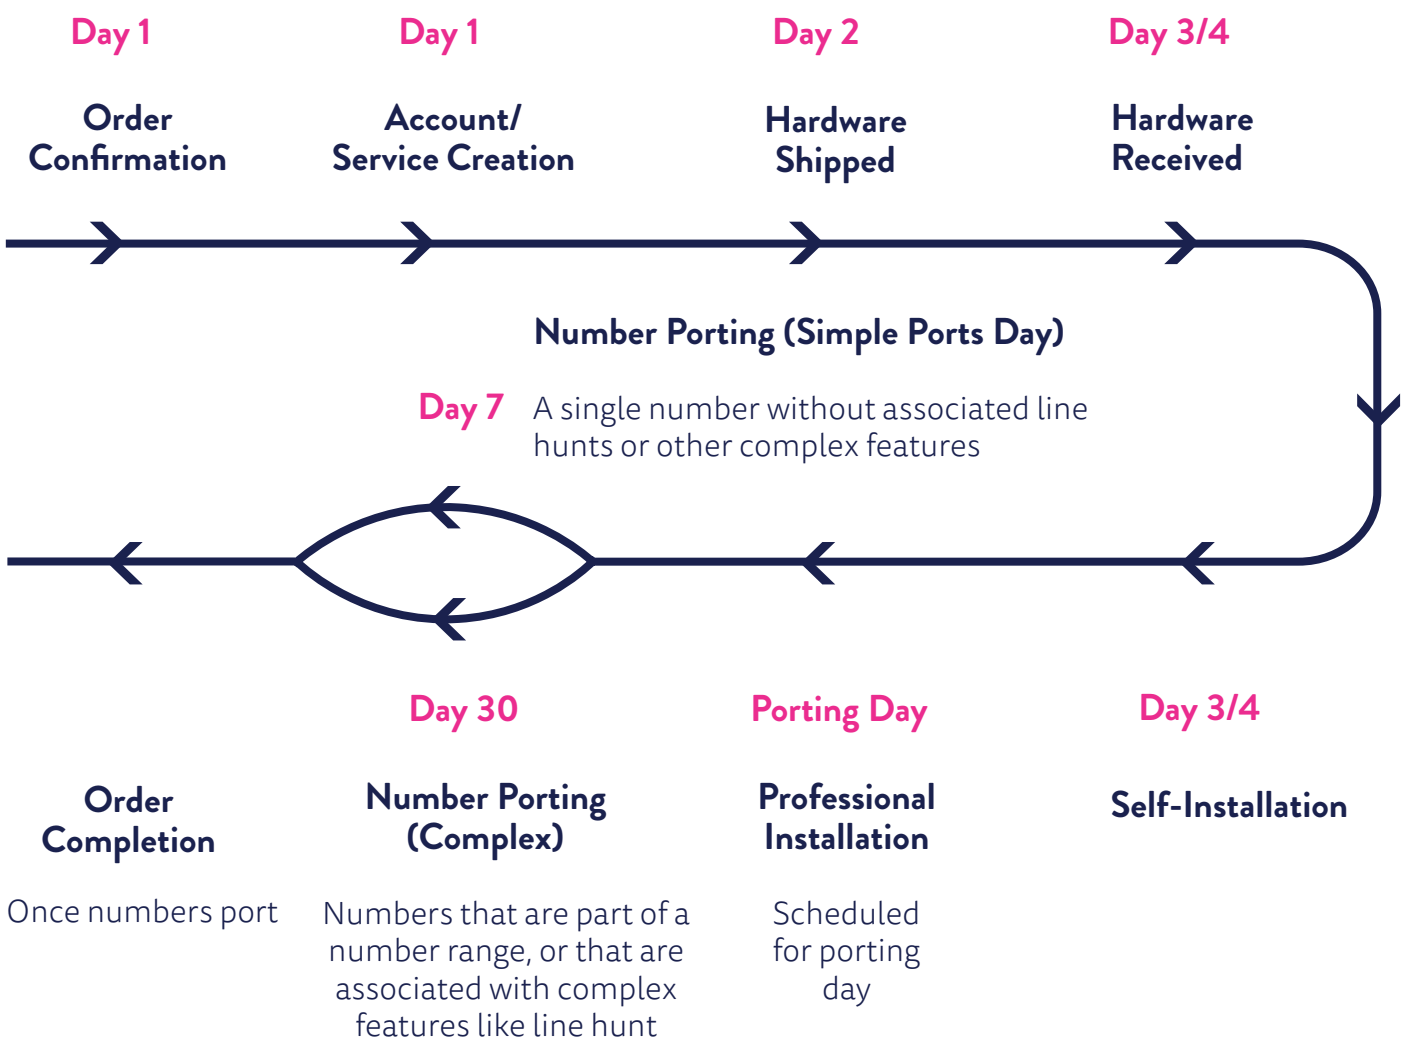 Day 1
Order
Confirmation
Day 1
Account/
Service Creation
Day 2
Hardware
Shipped
Day 3/4
Hardware
Received
Number Porting (Simple Ports Day)
Day 7
A single number without associated line
hunts or other complex features
Day 3/4
Self-Installation
Porting Day
Professional
Installation
Scheduled
for porting
day
Day 30
Number Porting
(Complex)
Numbers that are part of a
number range, or that are
associated with complex
features like line hunt
Order
Completion
Once numbers port